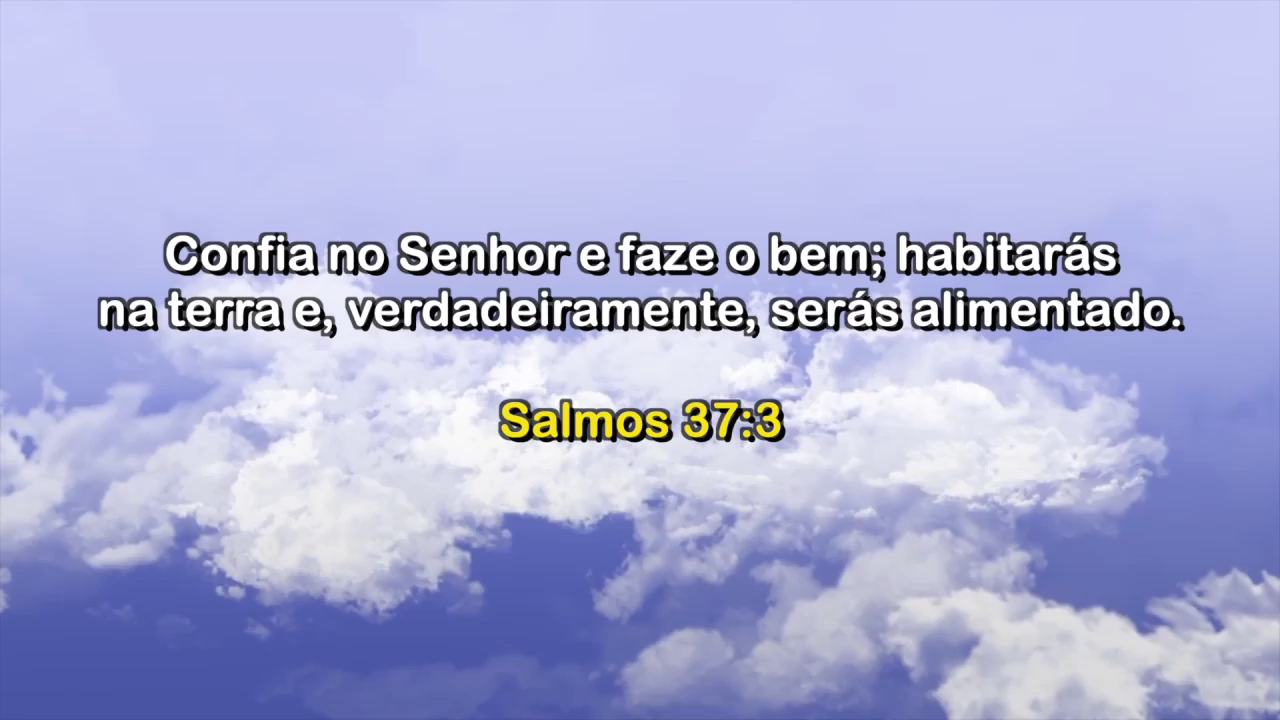 Confia no Senhor e faze o bem; habitarás
na terra e, verdadeiramente, serás alimentado.
Salmos 37:3